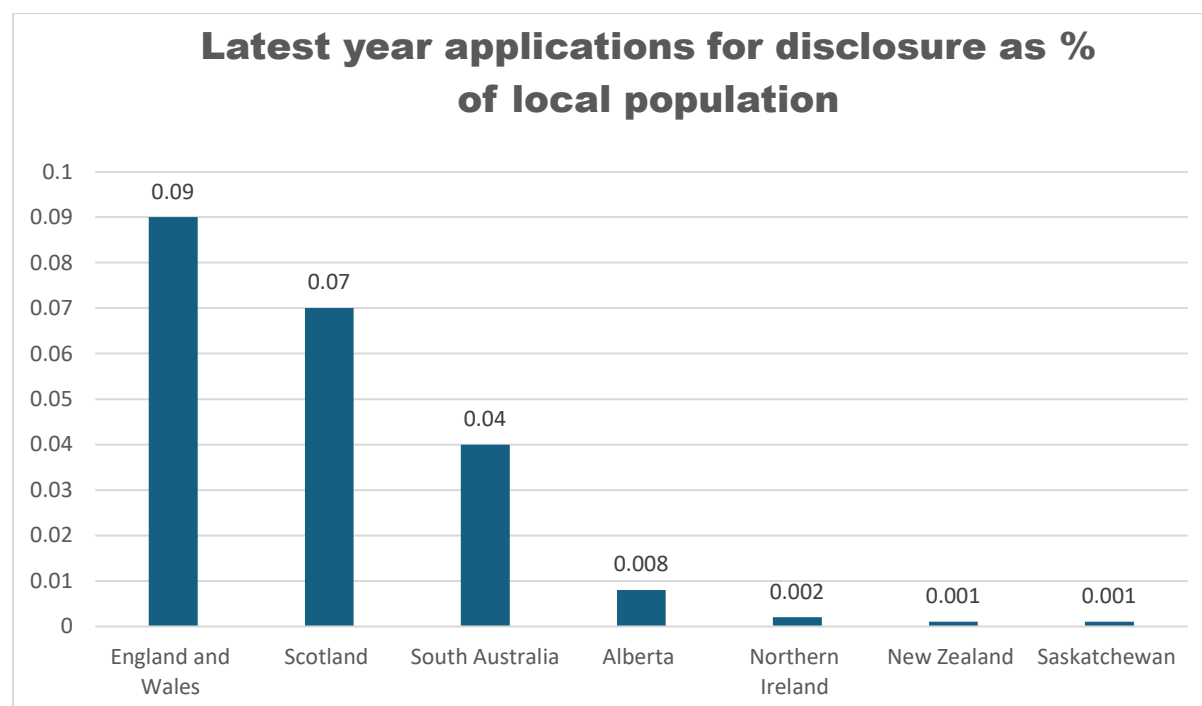 Latest year applications for disclosure as %
of local population
0.1
0.09
0.08
0.07
0.06
0.05
0.04
0.03
0.02
0.01
0
0.09
0.07
0.04
0.008
0.002
0.001
0.001
England and
Wales
Scotland
South Australia
Alberta
Northern
Ireland
New Zealand
Saskatchewan